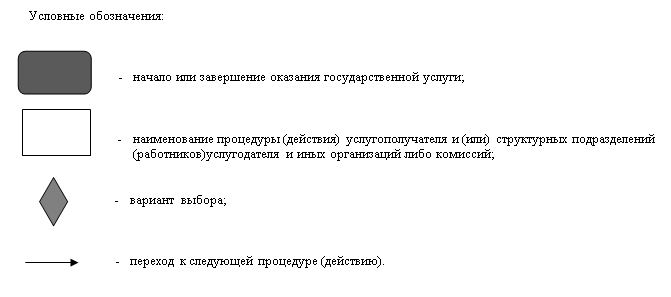 Условные обозначения:
- начало или завершение оказания государственной услуги;
- наименование процедуры (действия) услугополучателя и (или) структурных подразделений
(работников)услугодателя и иных организаций либо комиссий;
- вариант выбора;
- переход к следующей процедуре (действию).